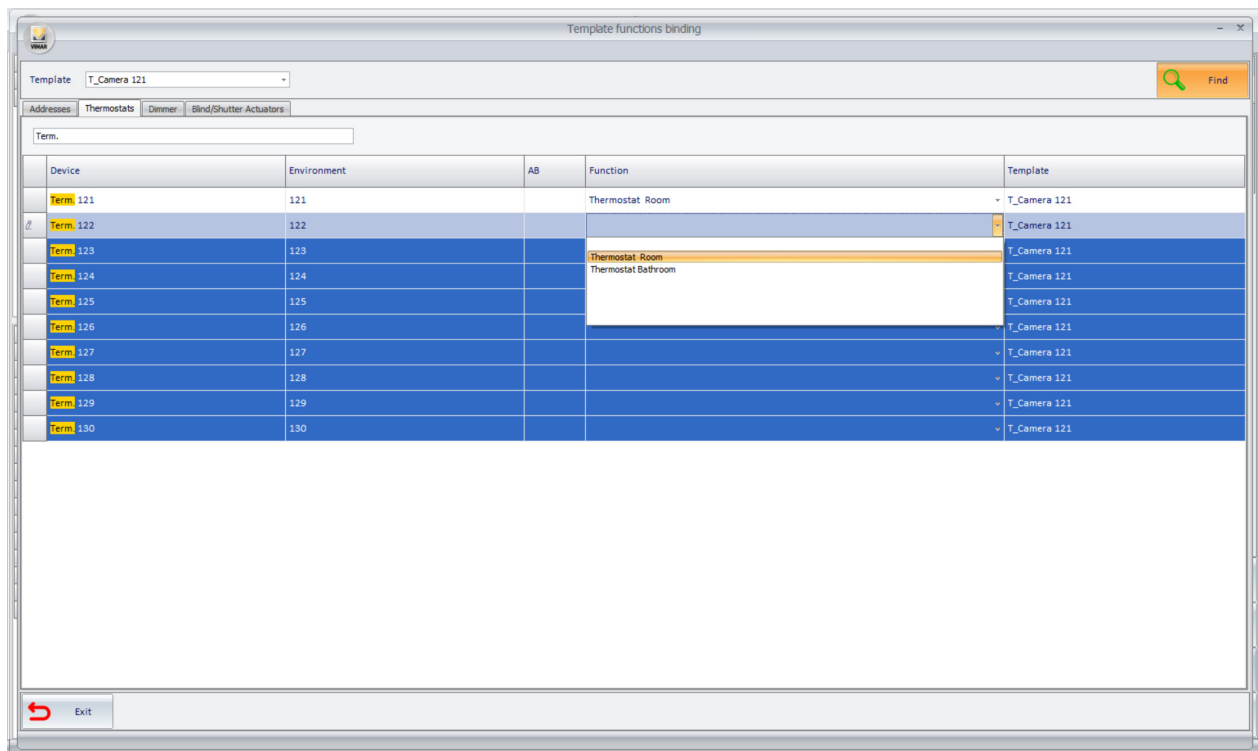 Template functions binding
VIMAR
Template T_Camera 121 Find
Addresses Thermostats Dimmer Blind/Shutter Actuators
Term.
Device Environment AB Function Template
Term. 121 121 Thermostat Room T_Camera 121
Term. 122 122 T_Camera 121
Term. 123 123 Thermostat Room T_Camera 121
Term. 124 124 Thermostat Bathroom T_Camera 121
Term. 125 125 T_Camera 121
Term. 126 126 T_Camera 121
Term. 127 127 T_Camera 121
Term. 128 128 T_Camera 121
Term. 129 129 T_Camera 121
Term. 130 130 T_Camera 121
Exit